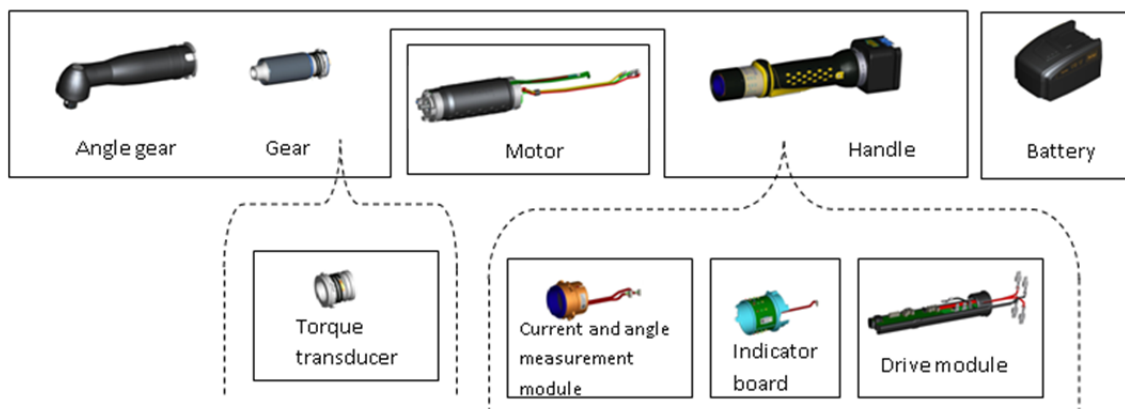 Angle gear
Gear
Motor
Handle
Battery
Torque
transducer
Current and angle
measurement
module
Indicator
board
Drive module